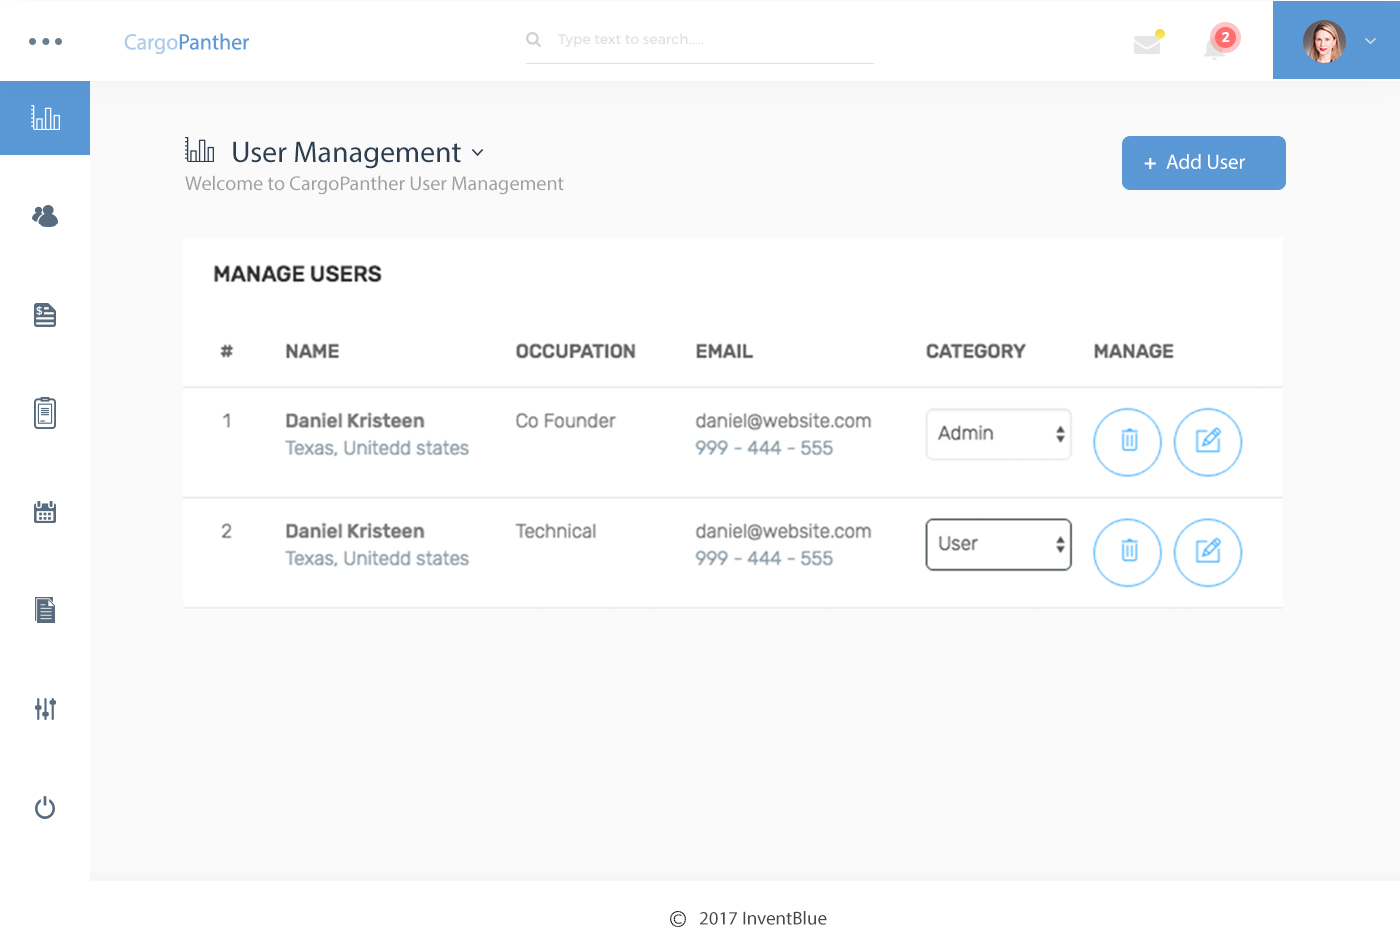 CargoPanther
Type text to search.....
2
User Management
Welcome to CargoPanther User Management
+ Add User
MANAGE USERS
# NAME OCCUPATION EMAIL CATEGORY MANAGE
1 Daniel Kristeen Co Founder daniel@website.com Admin
Texas, Unitedd states 999 - 444 - 555
2 Daniel Kristeen Technical daniel@website.com User
Texas, Unitedd states 999 - 444 - 555
© 2017 InventBlue